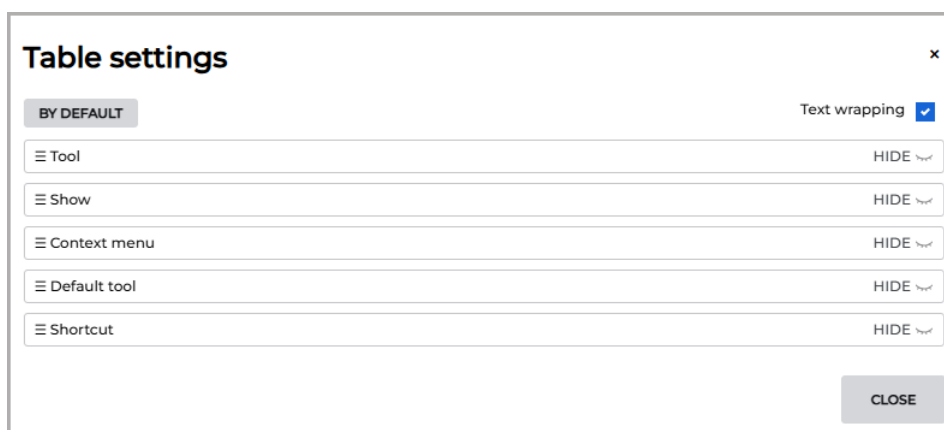 Table settings ×
BY DEFAULT Text wrapping
☰ Tool HIDE
☰ Show HIDE
☰ Context menu HIDE
☰ Default tool HIDE
☰ Shortcut HIDE
CLOSE